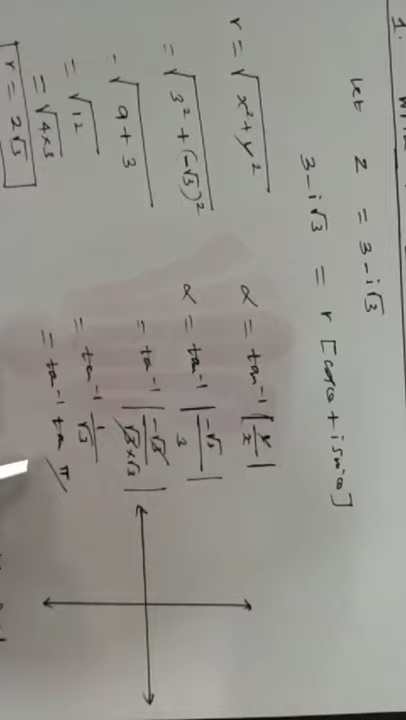 1.
Let z = 3 - i√3
3 - i√3 = r [cosθ + i sinθ]
r = √x² + y²
= √3² + (-√3)²
= √9 + 3
= √12
= √4×3
r = 2√3
α = tan⁻¹ |y/x|
α = tan⁻¹ |-√3/3|
= tan⁻¹ |-√3/√3×√3|
= tan⁻¹ 1/√3
= tan⁻¹ tan π/